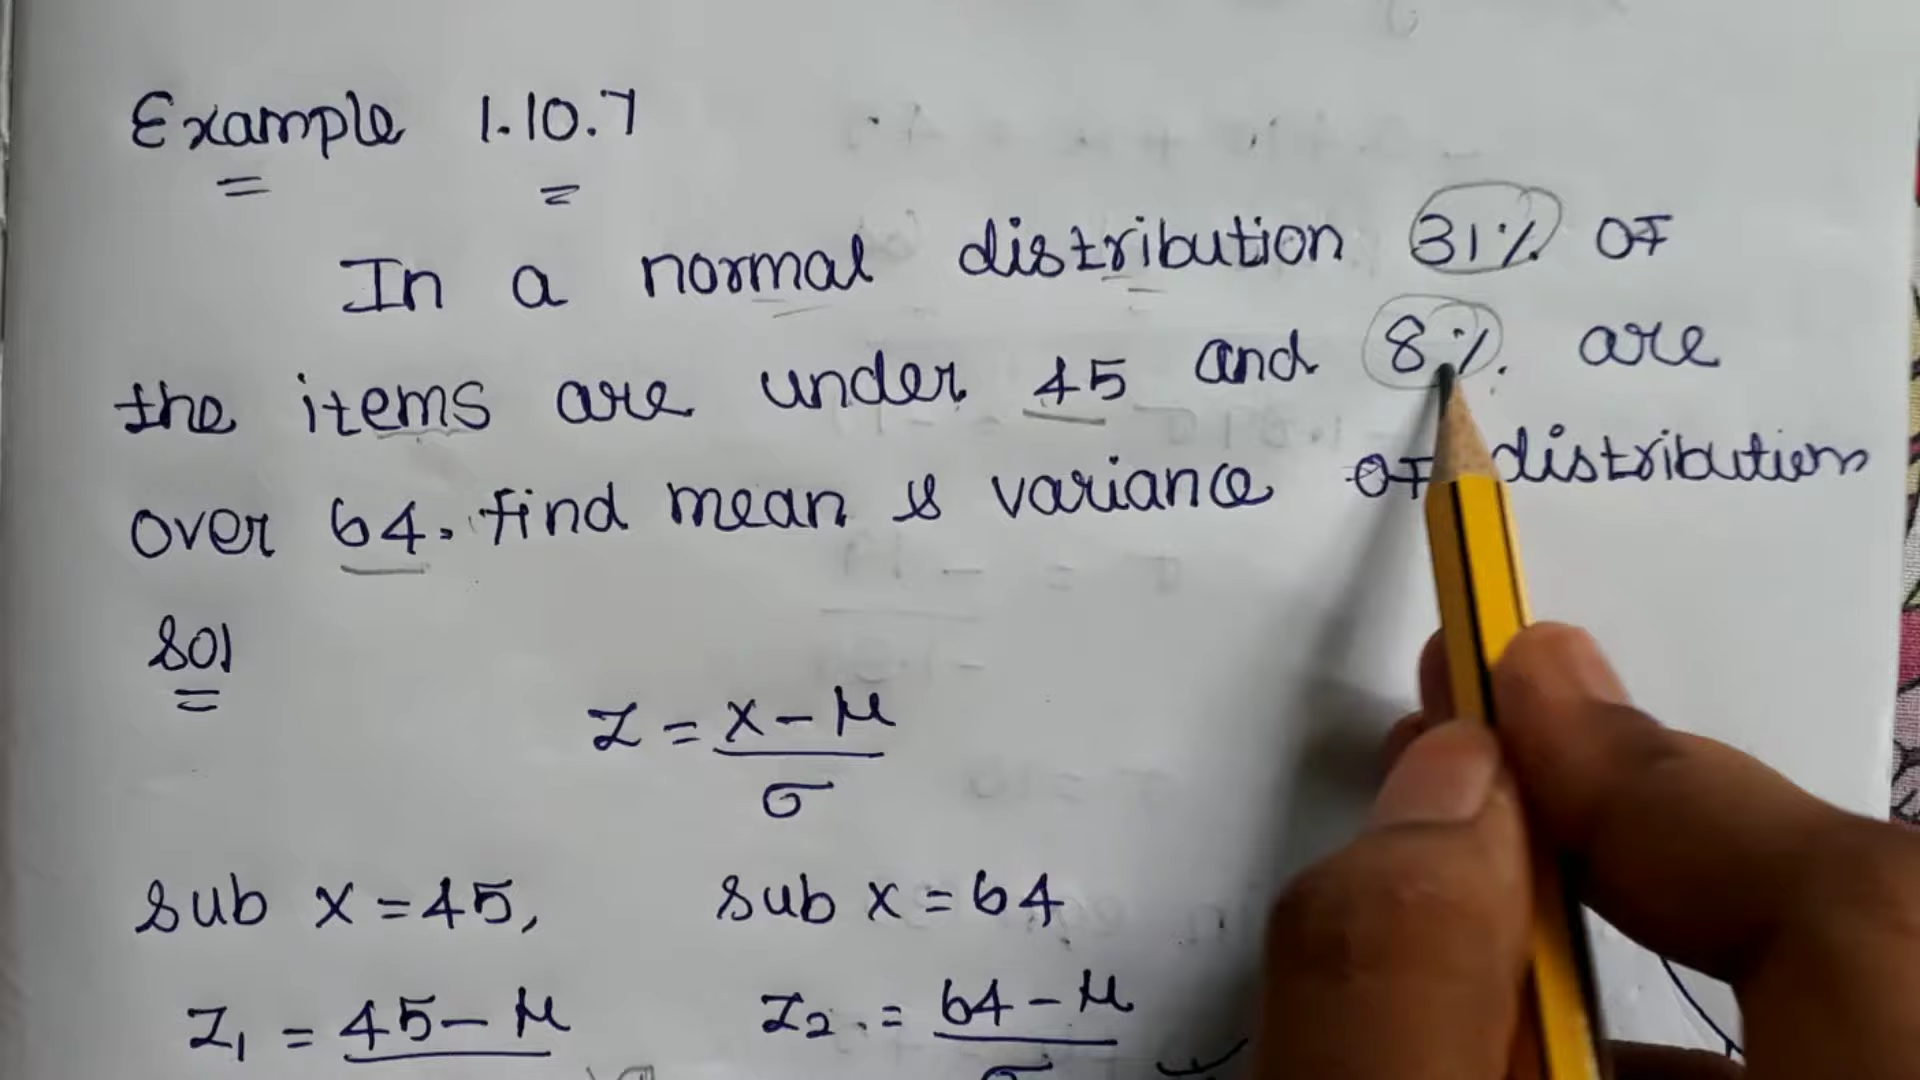 Example 1.10.7
In a normal distribution 31% of
the items are under 45 and 8% are
over 64. find mean & variance of distribution
Sol
Z = x - μ
σ
sub x = 45, sub x = 64
Z1 = 45 - μ Z2 = 64 - μ
σ